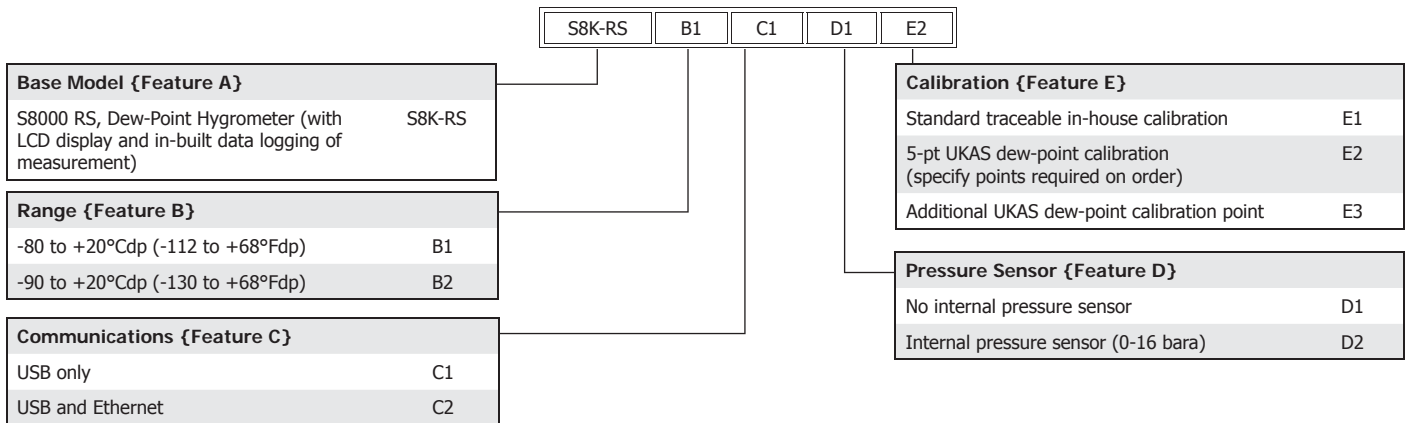 S8K-RS B1 C1 D1 E2
Base Model {Feature A}
S8000 RS, Dew-Point Hygrometer (with S8K-RS
LCD display and in-built data logging of
measurement)
Range {Feature B}
-80 to +20°Cdp (-112 to +68°Fdp) B1
-90 to +20°Cdp (-130 to +68°Fdp) B2
Communications {Feature C}
USB only C1
USB and Ethernet C2
Calibration {Feature E}
Standard traceable in-house calibration E1
5-pt UKAS dew-point calibration E2
(specify points required on order)
Additional UKAS dew-point calibration point E3
Pressure Sensor {Feature D}
No internal pressure sensor D1
Internal pressure sensor (0-16 bara) D2